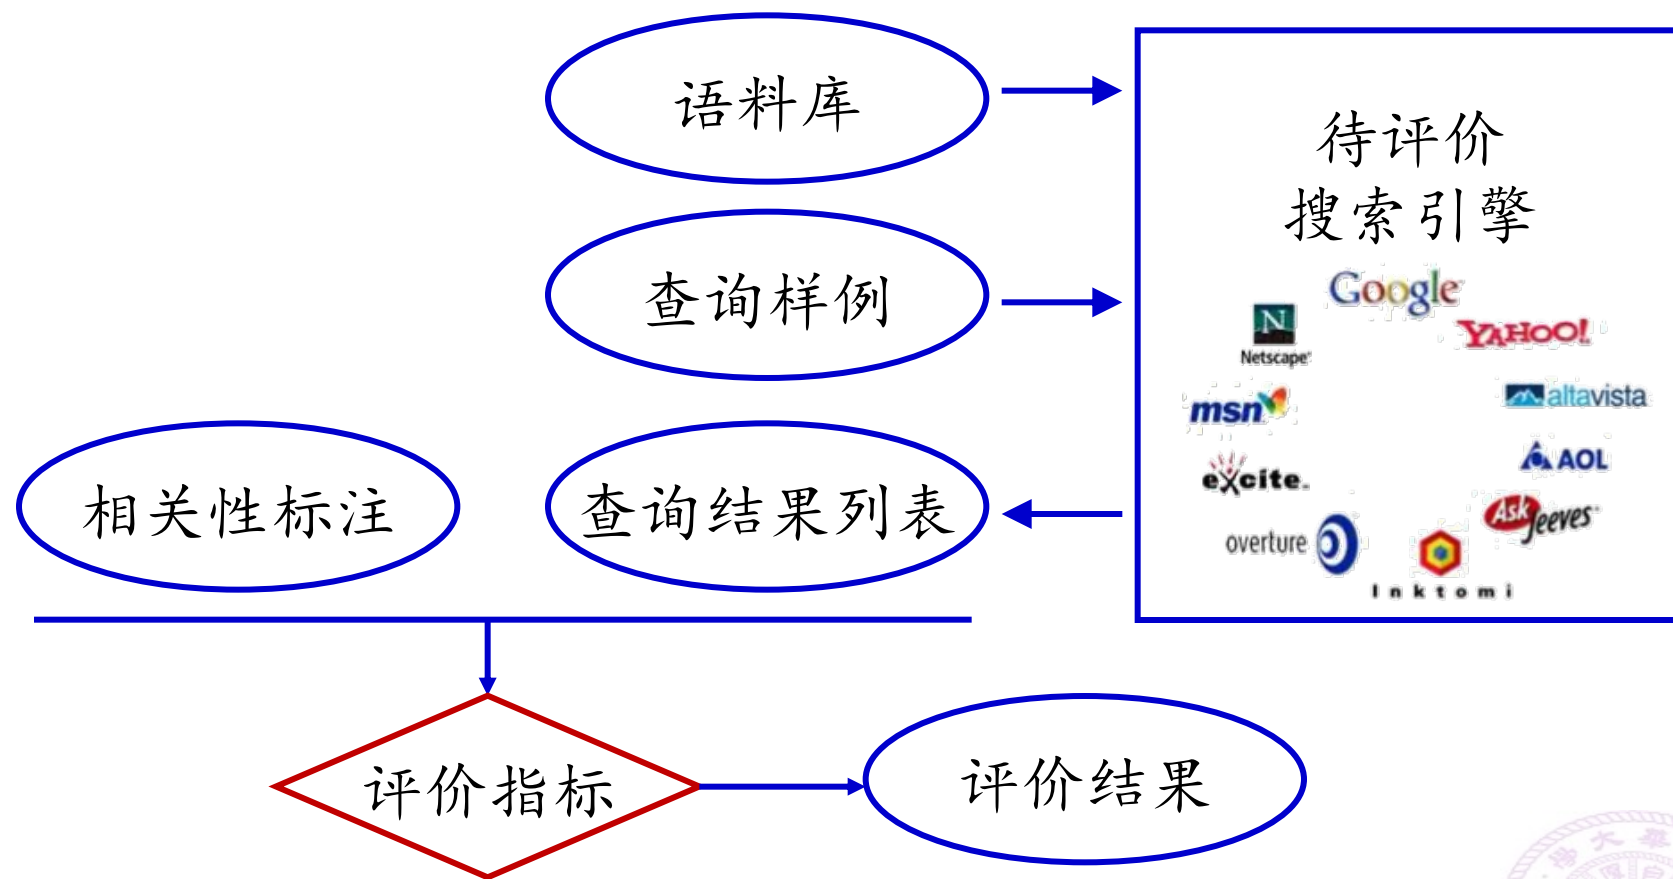 语料库
待评价
搜索引擎
查询样例
Google
N
Netscape
YAHOO!
msn
altavista
相关性标注
查询结果列表
excite.
AOL
Ask Jeeves
overture
Inktomi
评价指标
评价结果
大